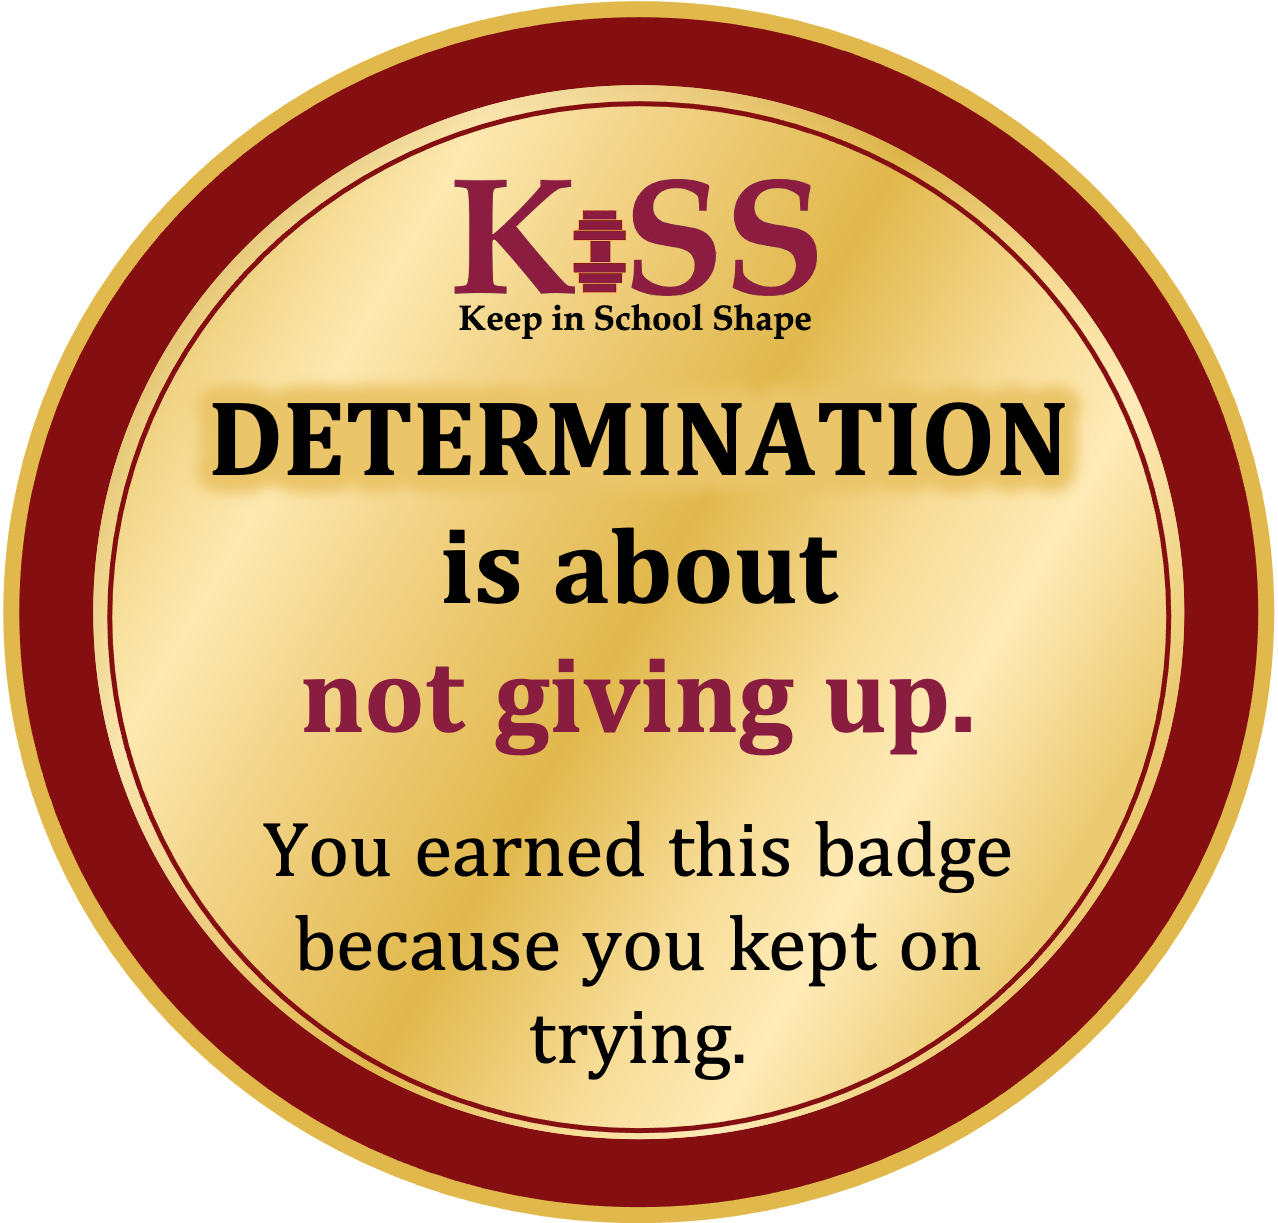 KiSS
Keep in School Shape
DETERMINATION
is about
not giving up.
You earned this badge
because you kept on
trying.